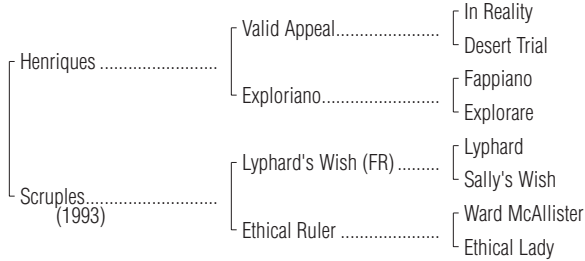 In Reality
Valid Appeal
Desert Trial
Henriques
Fappiano
Exploriano
Explorare
Lyphard
Lyphard's Wish (FR)
Sally's Wish
Scruples
(1993)
Ward McAllister
Ethical Ruler
Ethical Lady